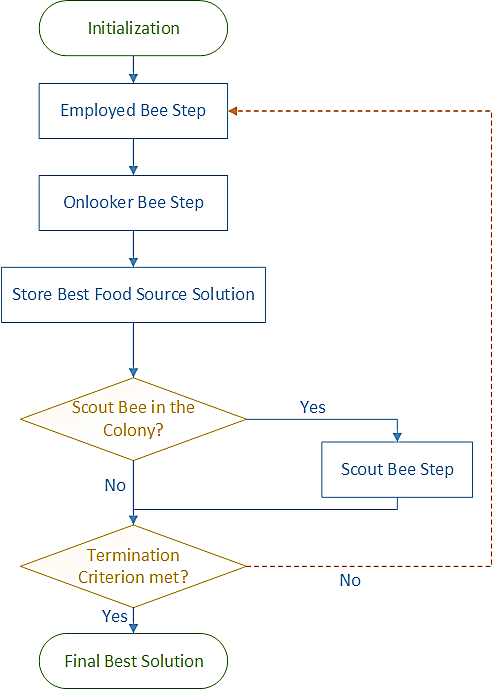 Initialization
Employed Bee Step
Onlooker Bee Step
Store Best Food Source Solution
Scout Bee in the
Colony?
Yes
Scout Bee Step
No
Termination
Criterion met?
No
Yes
Final Best Solution